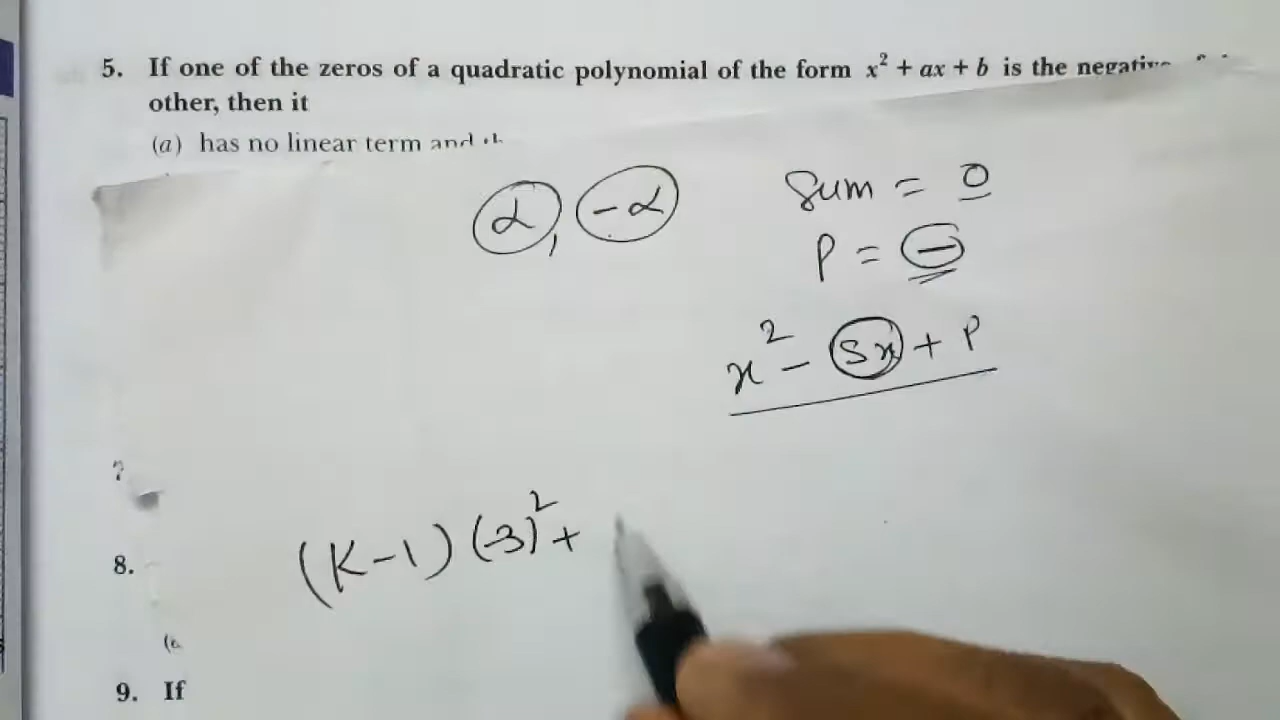 5. If one of the zeros of a quadratic polynomial of the form x² + ax + b is the
other, then it
(a) has no linear term and
α, -α
Sum = 0
P = -
x² - Sx + P
?
8.
(K-1)(-3)² +
9. If